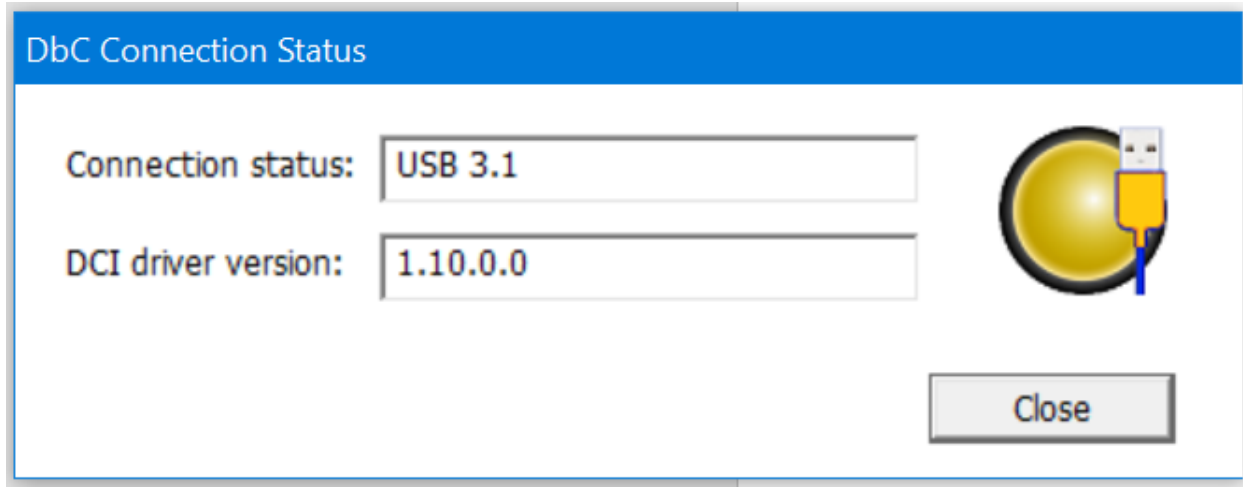 DbC Connection Status
Connection status: USB 3.1
DCI driver version: 1.10.0.0
Close